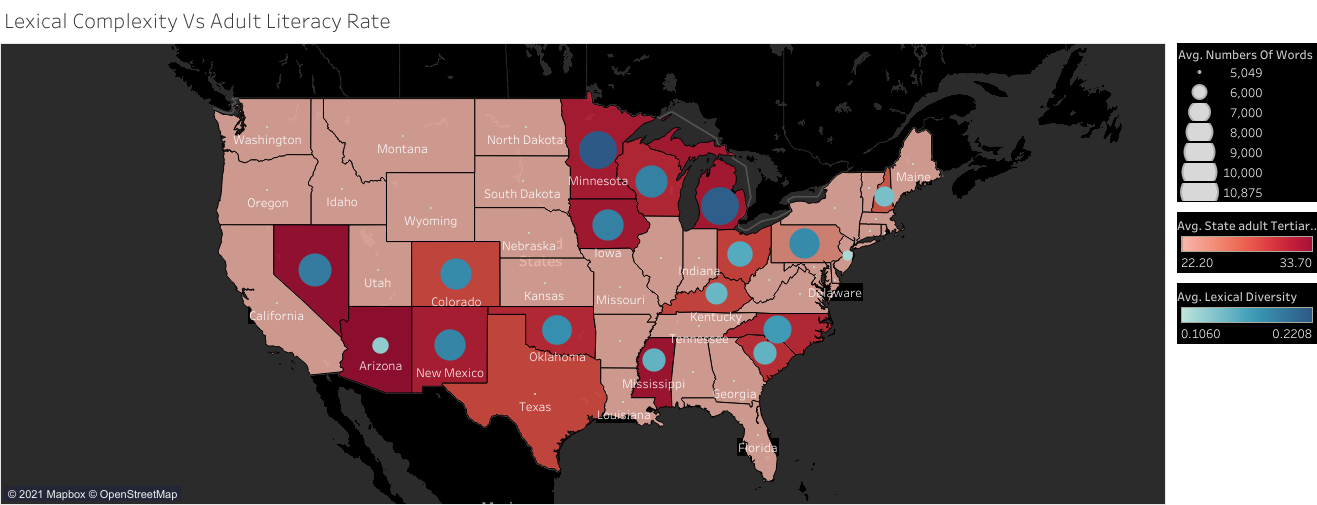 Lexical Complexity Vs Adult Literacy Rate
Washington
Montana
North Dakota
Minnesota
Maine
Oregon
Idaho
South Dakota
Wyoming
Nebraska
States
Iowa
Utah
Colorado
Kansas
Missouri
Indiana
Delaware
California
Kentucky
Tennessee
Arizona
New Mexico
Oklahoma
Mississippi
Georgia
Texas
Louisiana
Florida
© 2021 Mapbox © OpenStreetMap
Avg. Numbers Of Words
5,049
6,000
7,000
8,000
9,000
10,000
10,875
Avg. State adult Tertiar..
22.20 33.70
Avg. Lexical Diversity
0.1060 0.2208